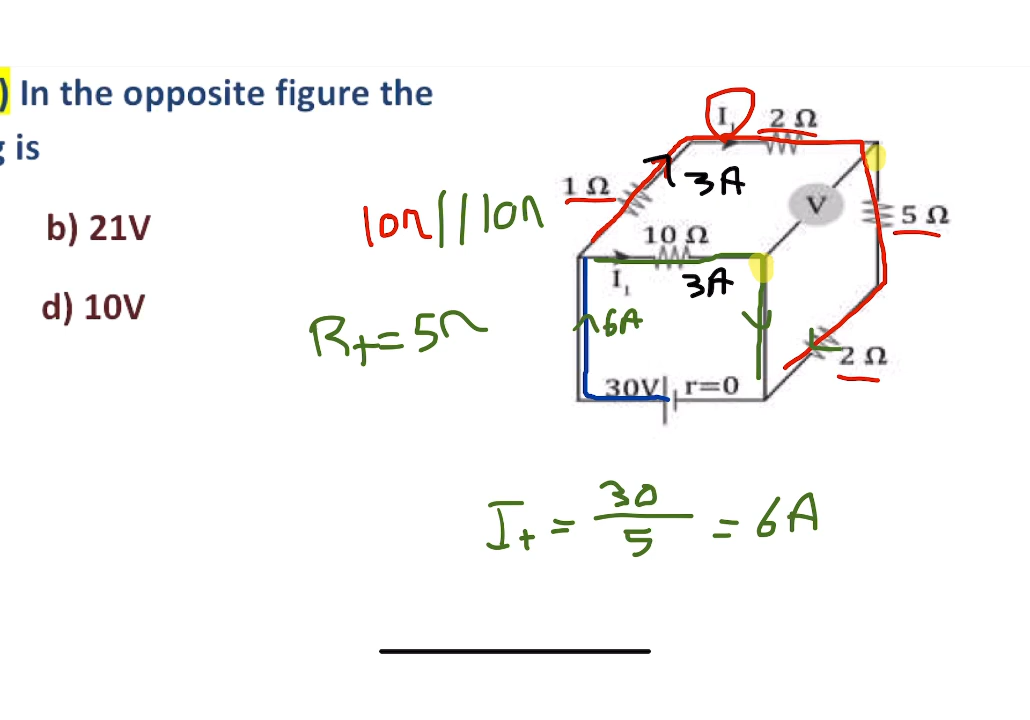 ) In the opposite figure the
is
b) 21V
d) 10V
I₁ 2 Ω
3A
1 Ω
V
5 Ω
10Ω // 10Ω
10 Ω
I₁ 3A
6A
Rt = 5Ω
2 Ω
30V r=0
It = 30/5 = 6A